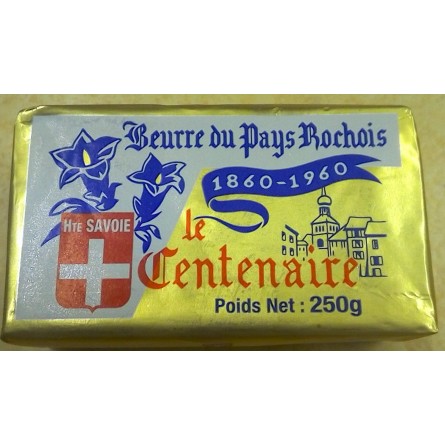 Beurre du Pays Rochois
1860-1960
Hte SAVOIE
le
Centenaire
Poids Net : 250g